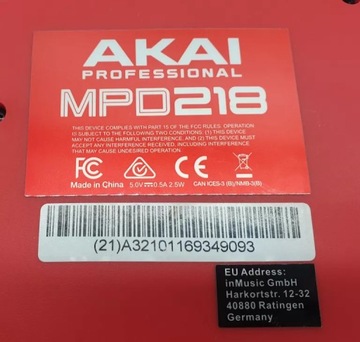 AKAI
PROFESSIONAL
MPD218
THIS DEVICE COMPLIES WITH PART 15 OF THE FCC RULES. OPERATION
IS SUBJECT TO THE FOLLOWING TWO CONDITIONS: (1) THIS DEVICE
MAY NOT CAUSE HARMFUL INTERFERENCE, AND (2) THIS DEVICE
MUST ACCEPT ANY INTERFERENCE RECEIVED, INCLUDING INTERFERENCE
THAT MAY CAUSE UNDESIRED OPERATION.
FC CE
Made in China 5.0V 0.5A 2.5W CAN ICES-3 (B)/NMB-3(B)
(21)A32101169349093
EU Address:
inMusic GmbH
Harkortstr. 12-32
40880 Ratingen
Germany